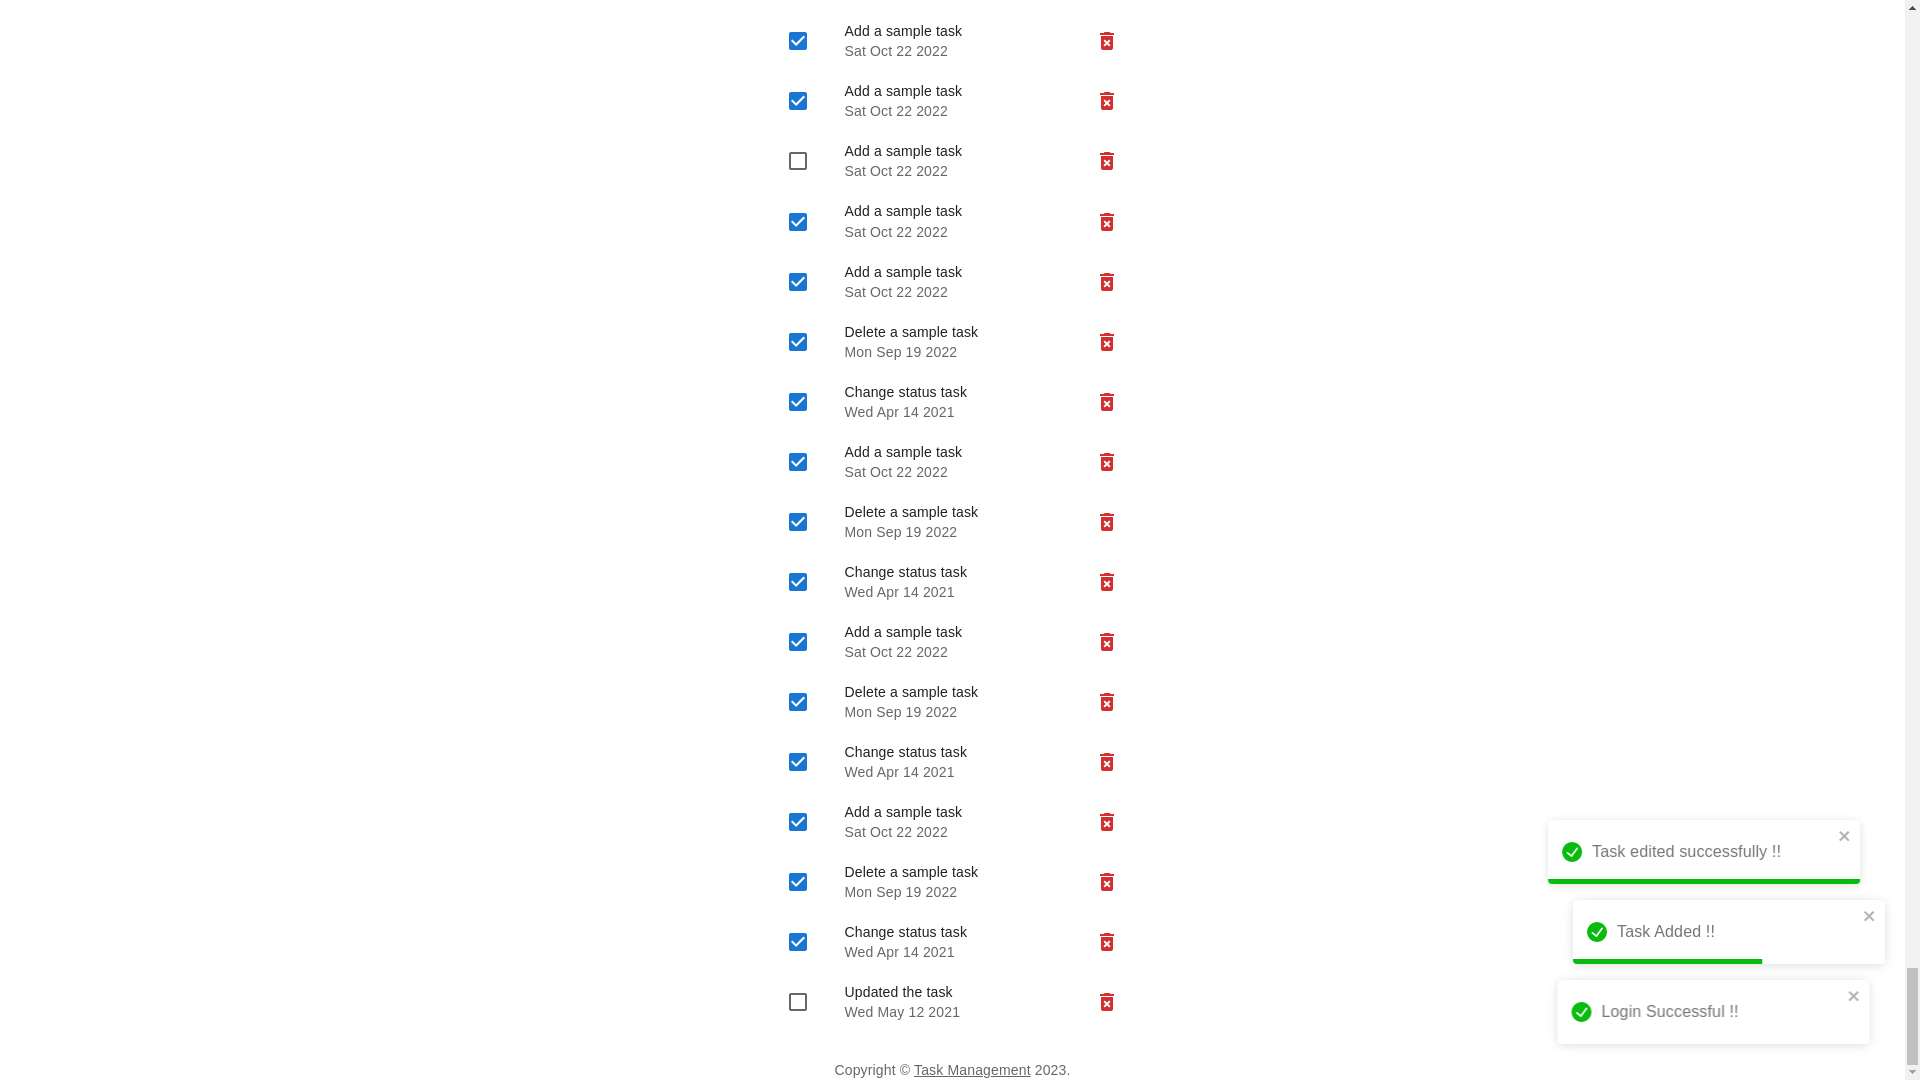 Add a sample task
Sat Oct 22 2022
Add a sample task
Sat Oct 22 2022
Add a sample task
Sat Oct 22 2022
Add a sample task
Sat Oct 22 2022
Add a sample task
Sat Oct 22 2022
Delete a sample task
Mon Sep 19 2022
Change status task
Wed Apr 14 2021
Add a sample task
Sat Oct 22 2022
Delete a sample task
Mon Sep 19 2022
Change status task
Wed Apr 14 2021
Add a sample task
Sat Oct 22 2022
Delete a sample task
Mon Sep 19 2022
Change status task
Wed Apr 14 2021
Add a sample task
Sat Oct 22 2022
Delete a sample task
Mon Sep 19 2022
Change status task
Wed Apr 14 2021
Updated the task
Wed May 12 2021
Copyright © Task Management 2023.
Task edited successfully !!
Task Added !!
Login Successful !!